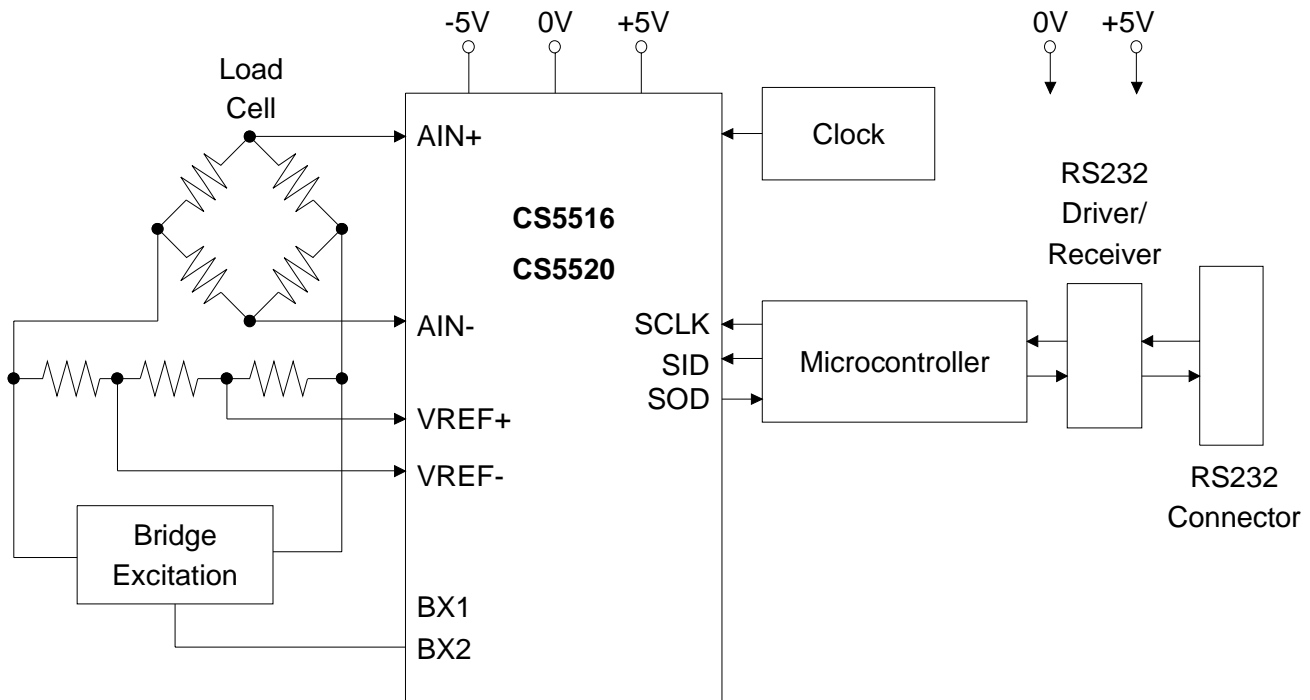 -5V
0V
+5V
0V
+5V
Load
Cell
AIN+
Clock
CS5516
CS5520
RS232
Driver/
Receiver
AIN-
SCLK
SID
SOD
Microcontroller
VREF+
VREF-
RS232
Connector
Bridge
Excitation
BX1
BX2